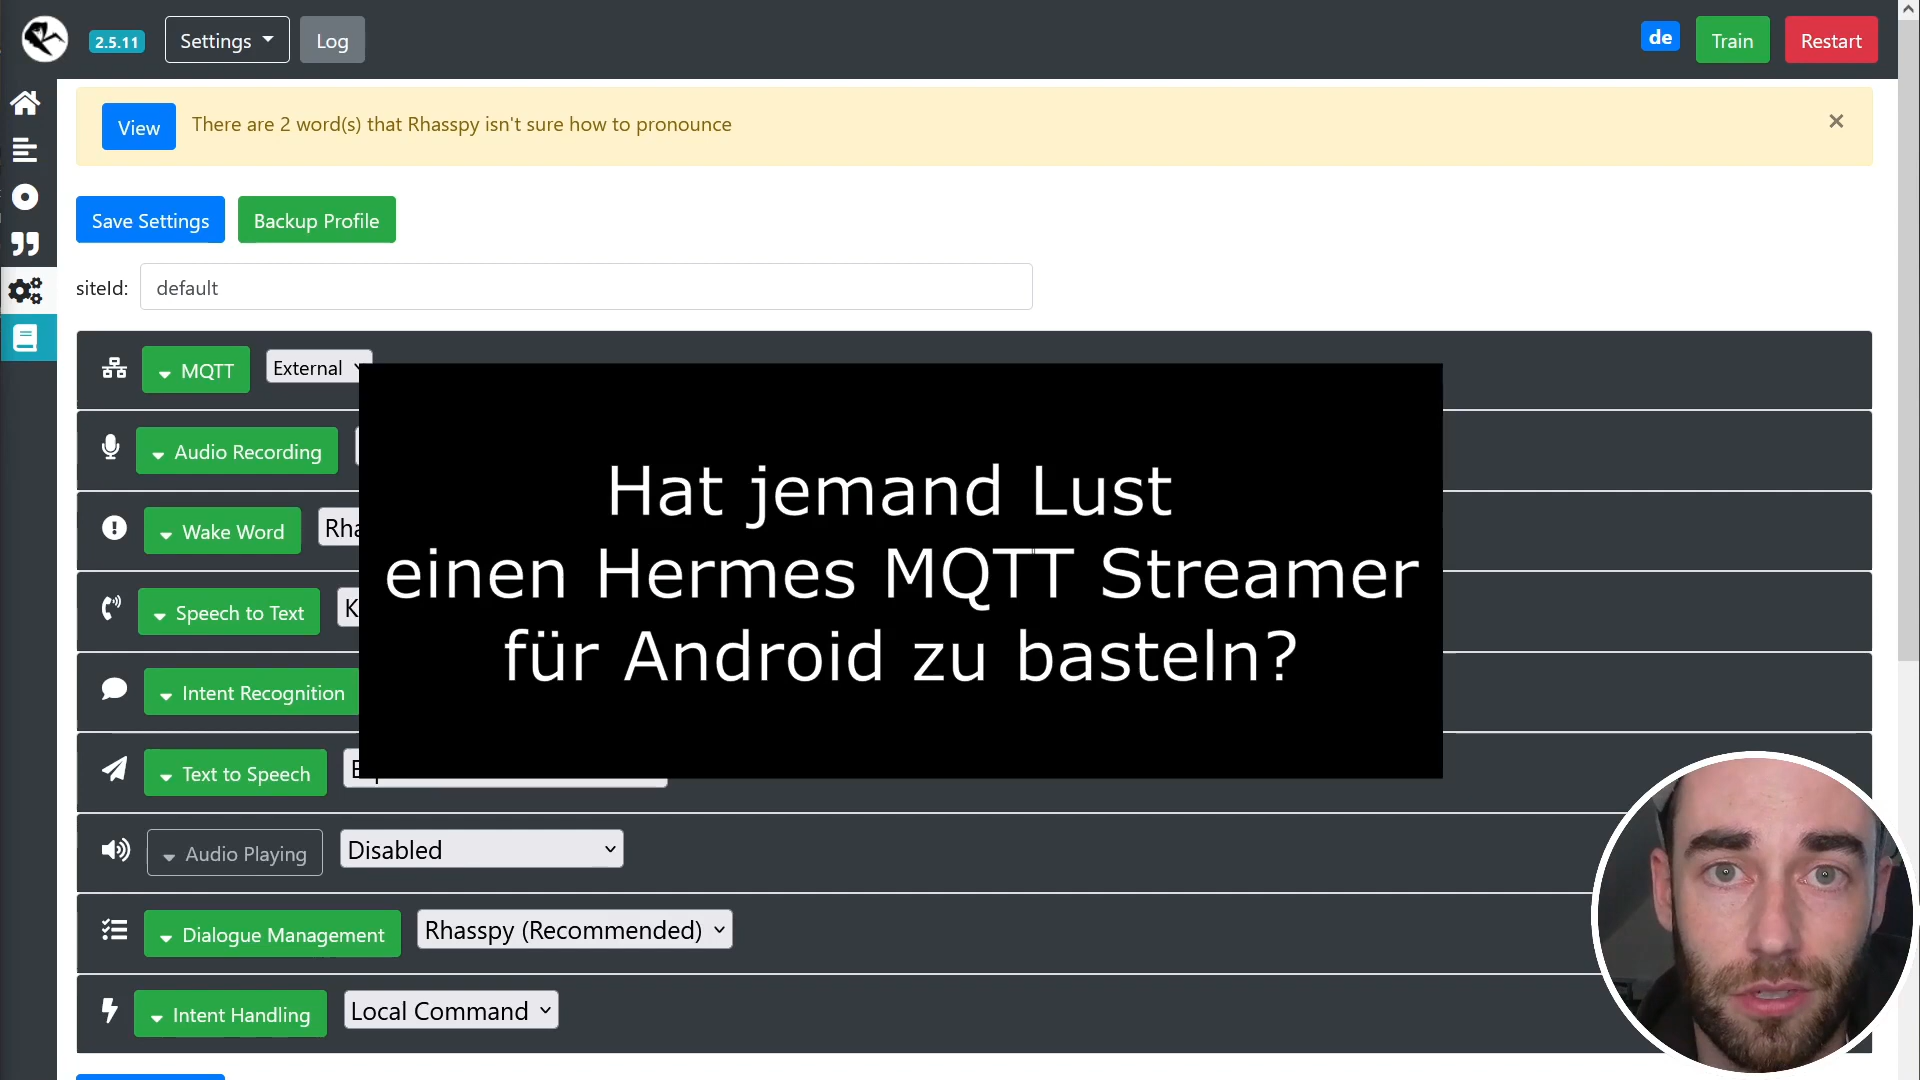 2.5.11
Settings
Log
de
Train
Restart
View
There are 2 word(s) that Rhasspy isn't sure how to pronounce
×
Save Settings
Backup Profile
siteId:
default
MQTT
External
Audio Recording
Wake Word
Speech to Text
Intent Recognition
Text to Speech
Audio Playing
Disabled
Dialogue Management
Rhasspy (Recommended)
Intent Handling
Local Command
Hat jemand Lust
einen Hermes MQTT Streamer
für Android zu basteln?